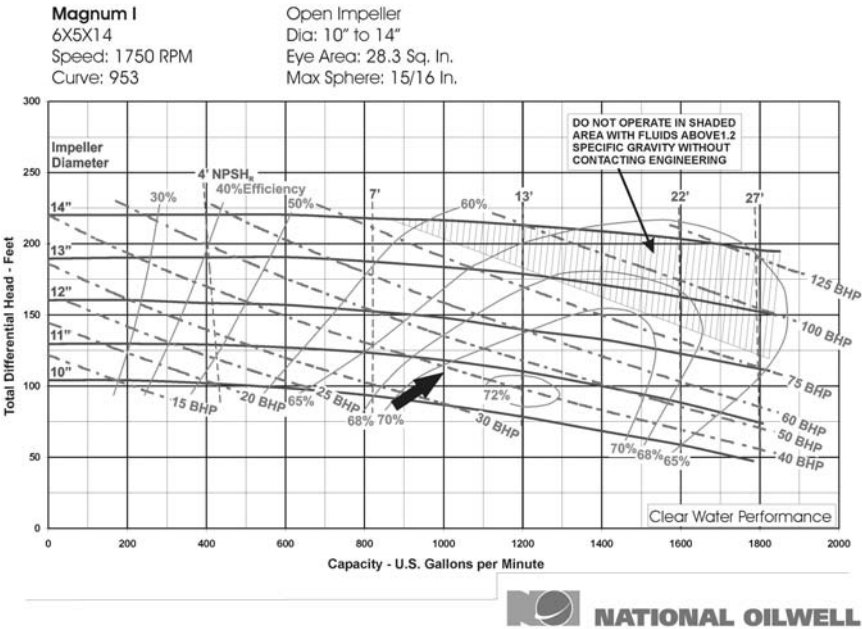 Magnum I
6X5X14
Speed: 1750 RPM
Curve: 953
Open Impeller
Dia: 10" to 14"
Eye Area: 28.3 Sq. In.
Max Sphere: 15/16 In.
300
250
200
150
100
50
0
Total Differential Head - Feet
Impeller
Diameter
14"
13"
12"
11"
10"
4' NPSHR
40%Efficiency
30%
50%
7'
60%
13'
22'
27'
DO NOT OPERATE IN SHADED
AREA WITH FLUIDS ABOVE1.2
SPECIFIC GRAVITY WITHOUT
CONTACTING ENGINEERING
125 BHP
100 BHP
75 BHP
60 BHP
50 BHP
40 BHP
15 BHP
20 BHP
65%
25 BHP
68%
70%
30 BHP
72%
70%
68%
65%
Clear Water Performance
0
200
400
600
800
1000
1200
1400
1600
1800
2000
Capacity - U.S. Gallons per Minute
NATIONAL OILWELL